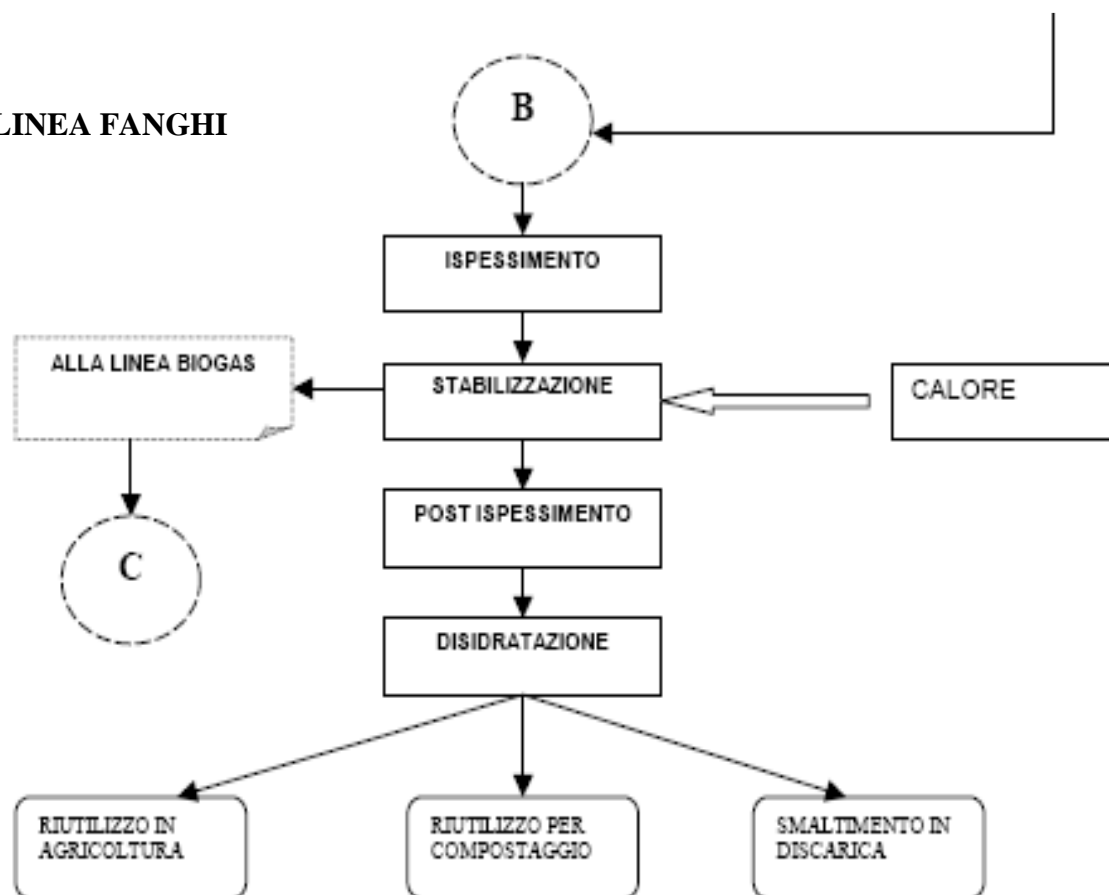 B
LINEA FANGHI
ISPESSIMENTO
ALLA LINEA BIOGAS
STABILIZZAZIONE
CALORE
POST ISPESSIMENTO
C
DISIDRATAZIONE
RIUTILIZZO IN
AGRICOLTURA
RIUTILIZZO PER
COMPOSTAGGIO
SMALTIMENTO IN
DISCARICA